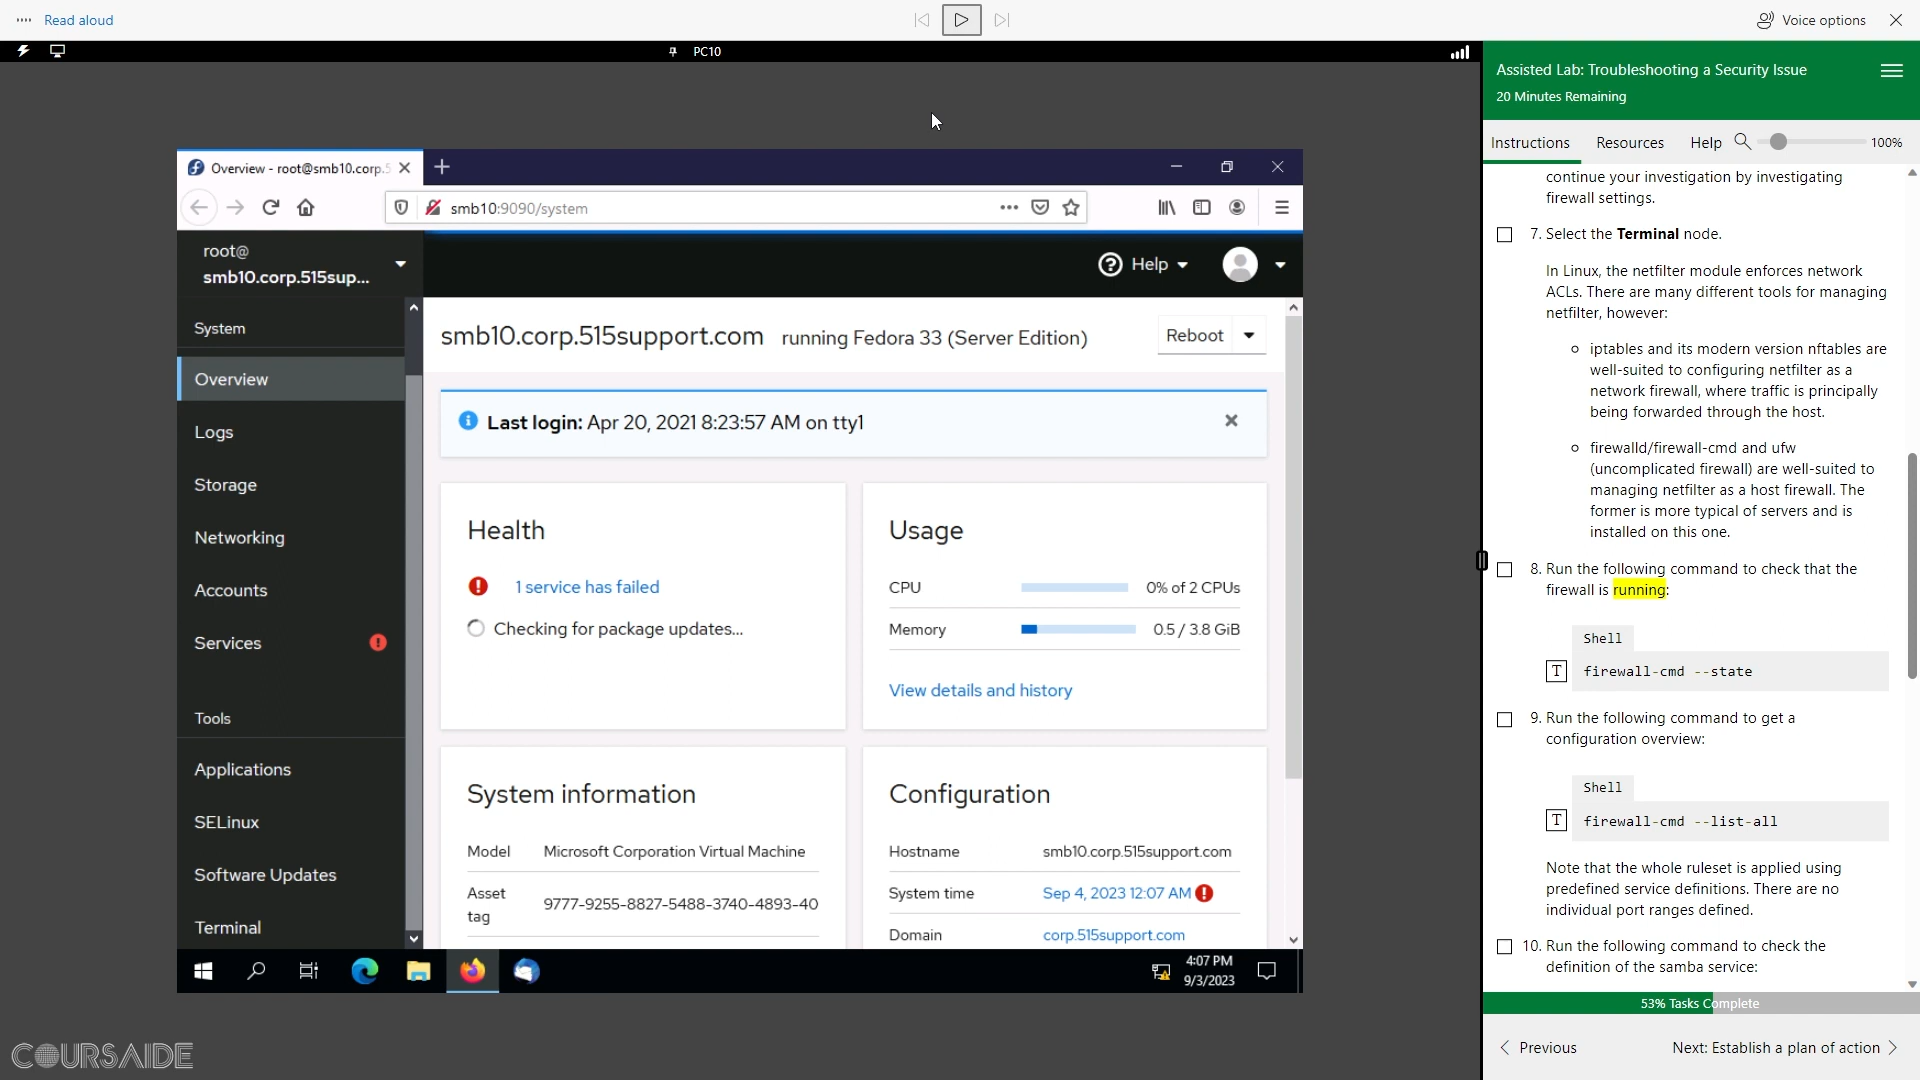 Read aloud
Voice options
PC10
Assisted Lab: Troubleshooting a Security Issue
20 Minutes Remaining
Instructions
Resources
Help
100%
Overview - root@smb10.corp.5
smb10:9090/system
root@
smb10.corp.515sup...
Help
System
Overview
Logs
Storage
Networking
Accounts
Services
Tools
Applications
SELinux
Software Updates
Terminal
smb10.corp.515support.com running Fedora 33 (Server Edition)
Reboot
Last login: Apr 20, 2021 8:23:57 AM on tty1
Health
1 service has failed
Checking for package updates...
Usage
CPU 0% of 2 CPUs
Memory 0.5 / 3.8 GiB
View details and history
System information
Model Microsoft Corporation Virtual Machine
Asset
tag
9777-9255-8827-5488-3740-4893-40
Configuration
Hostname smb10.corp.515support.com
System time Sep 4, 2023 12:07 AM
Domain corp.515support.com
4:07 PM
9/3/2023
COURSAIDE
continue your investigation by investigating
firewall settings.
7. Select the Terminal node.
In Linux, the netfilter module enforces network
ACLs. There are many different tools for managing
netfilter, however:
iptables and its modern version nftables are
well-suited to configuring netfilter as a
network firewall, where traffic is principally
being forwarded through the host.
firewalld/firewall-cmd and ufw
(uncomplicated firewall) are well-suited to
managing netfilter as a host firewall. The
former is more typical of servers and is
installed on this one.
8. Run the following command to check that the
firewall is running:
Shell
T firewall-cmd --state
9. Run the following command to get a
configuration overview:
Shell
T firewall-cmd --list-all
Note that the whole ruleset is applied using
predefined service definitions. There are no
individual port ranges defined.
10. Run the following command to check the
definition of the samba service:
53% Tasks Complete
Previous
Next: Establish a plan of action